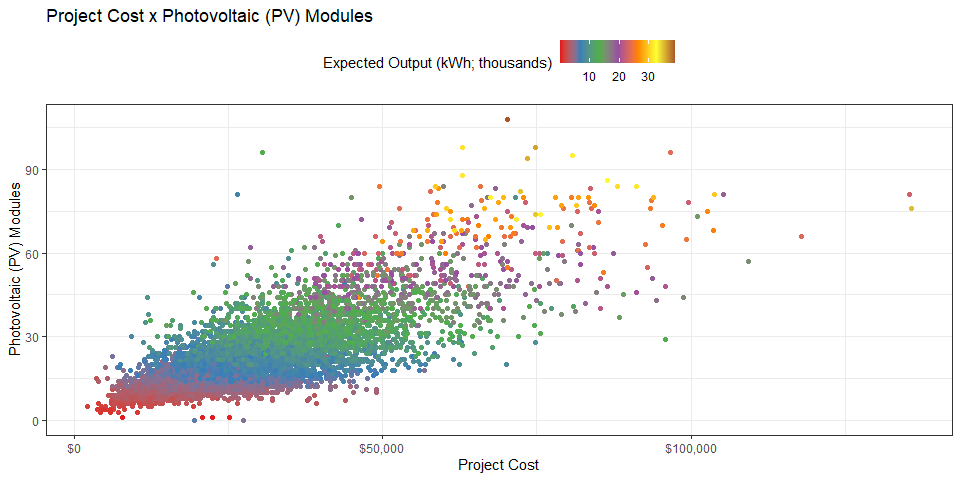 Project Cost x Photovoltaic (PV) Modules
Expected Output (kWh; thousands)
10 20 30
Photovoltaic (PV) Modules
90
60
30
0
$0 $50,000 $100,000
Project Cost